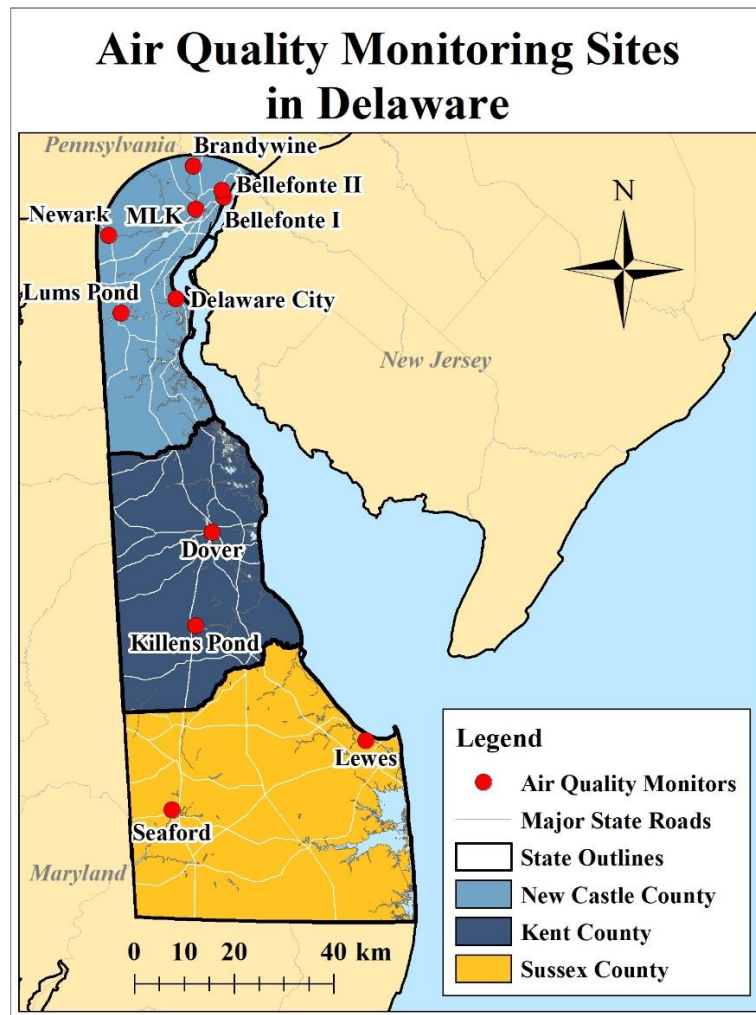 Air Quality Monitoring Sites
in Delaware
Pennsylvania
Brandywine
Bellefonte II
Newark
MLK
Bellefonte I
N
Lums Pond
Delaware City
New Jersey
Dover
Killens Pond
Lewes
Seaford
Maryland
0 10 20 40 km
Legend
Air Quality Monitors
Major State Roads
State Outlines
New Castle County
Kent County
Sussex County